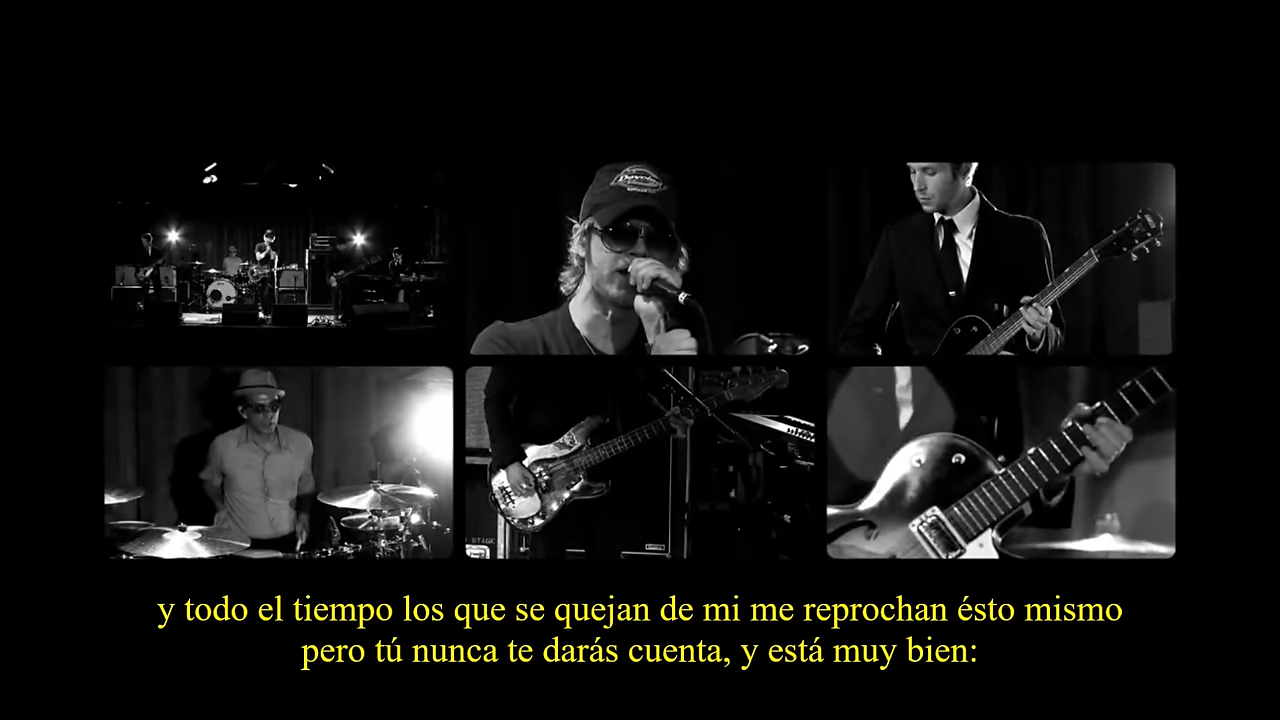 y todo el tiempo los que se quejan de mi me reprochan ésto mismo
pero tú nunca te darás cuenta, y está muy bien: